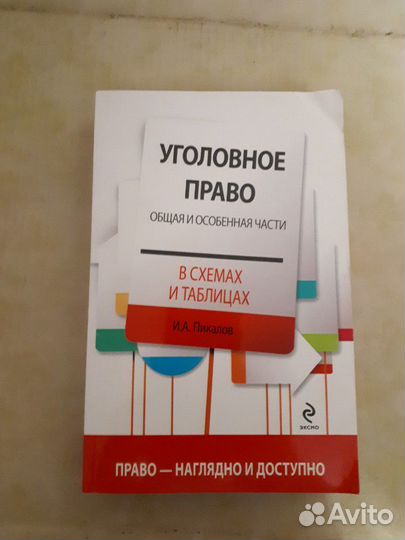 УГОЛОВНОЕ
ПРАВО
ОБЩАЯ И ОСОБЕННАЯ ЧАСТИ
В СХЕМАХ
И ТАБЛИЦАХ
И.А. Пикалов
ЭКСМО
ПРАВО — НАГЛЯДНО И ДОСТУПНО
Avito